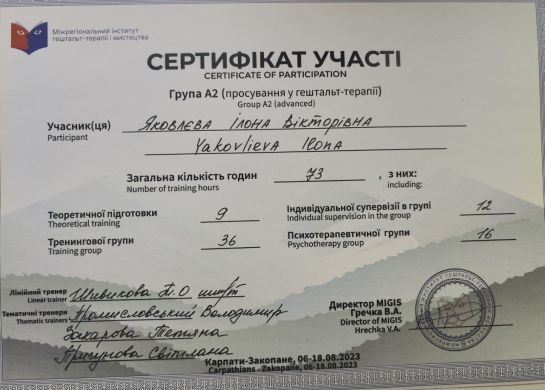 Міжрегіональний інститут
гештальт-терапії і мистецтва
СЕРТИФІКАТ УЧАСТІ
CERTIFICATE OF PARTICIPATION
Група А2 (просування у гештальт-терапії)
Group A2 (advanced)
Учасник(ця) Яковлєва Ілона Вікторівна
Participant Yakovlieva Ilona
Загальна кількість годин 73, з них:
Number of training hours including:
Теоретичної підготовки 9
Theoretical training
Тренингової групи 36
Training group
Індивідуальної супервізії в групі 12
Individual supervision in the group
Психотерапевтичної групи 16
Psychotherapy group
Лінійний тренер
Linear trainer
Тематичні тренери Промисловський Володимир
Thematic trainers
Захарова Тетяна
Світлана
Директор MIGIS
Гречка В.А.
Director of MIGIS
Hrechka V.A.
Карпати-Закопане, 06-18.08.2023
Carpathians - Zakopane, 06-18.08.2023